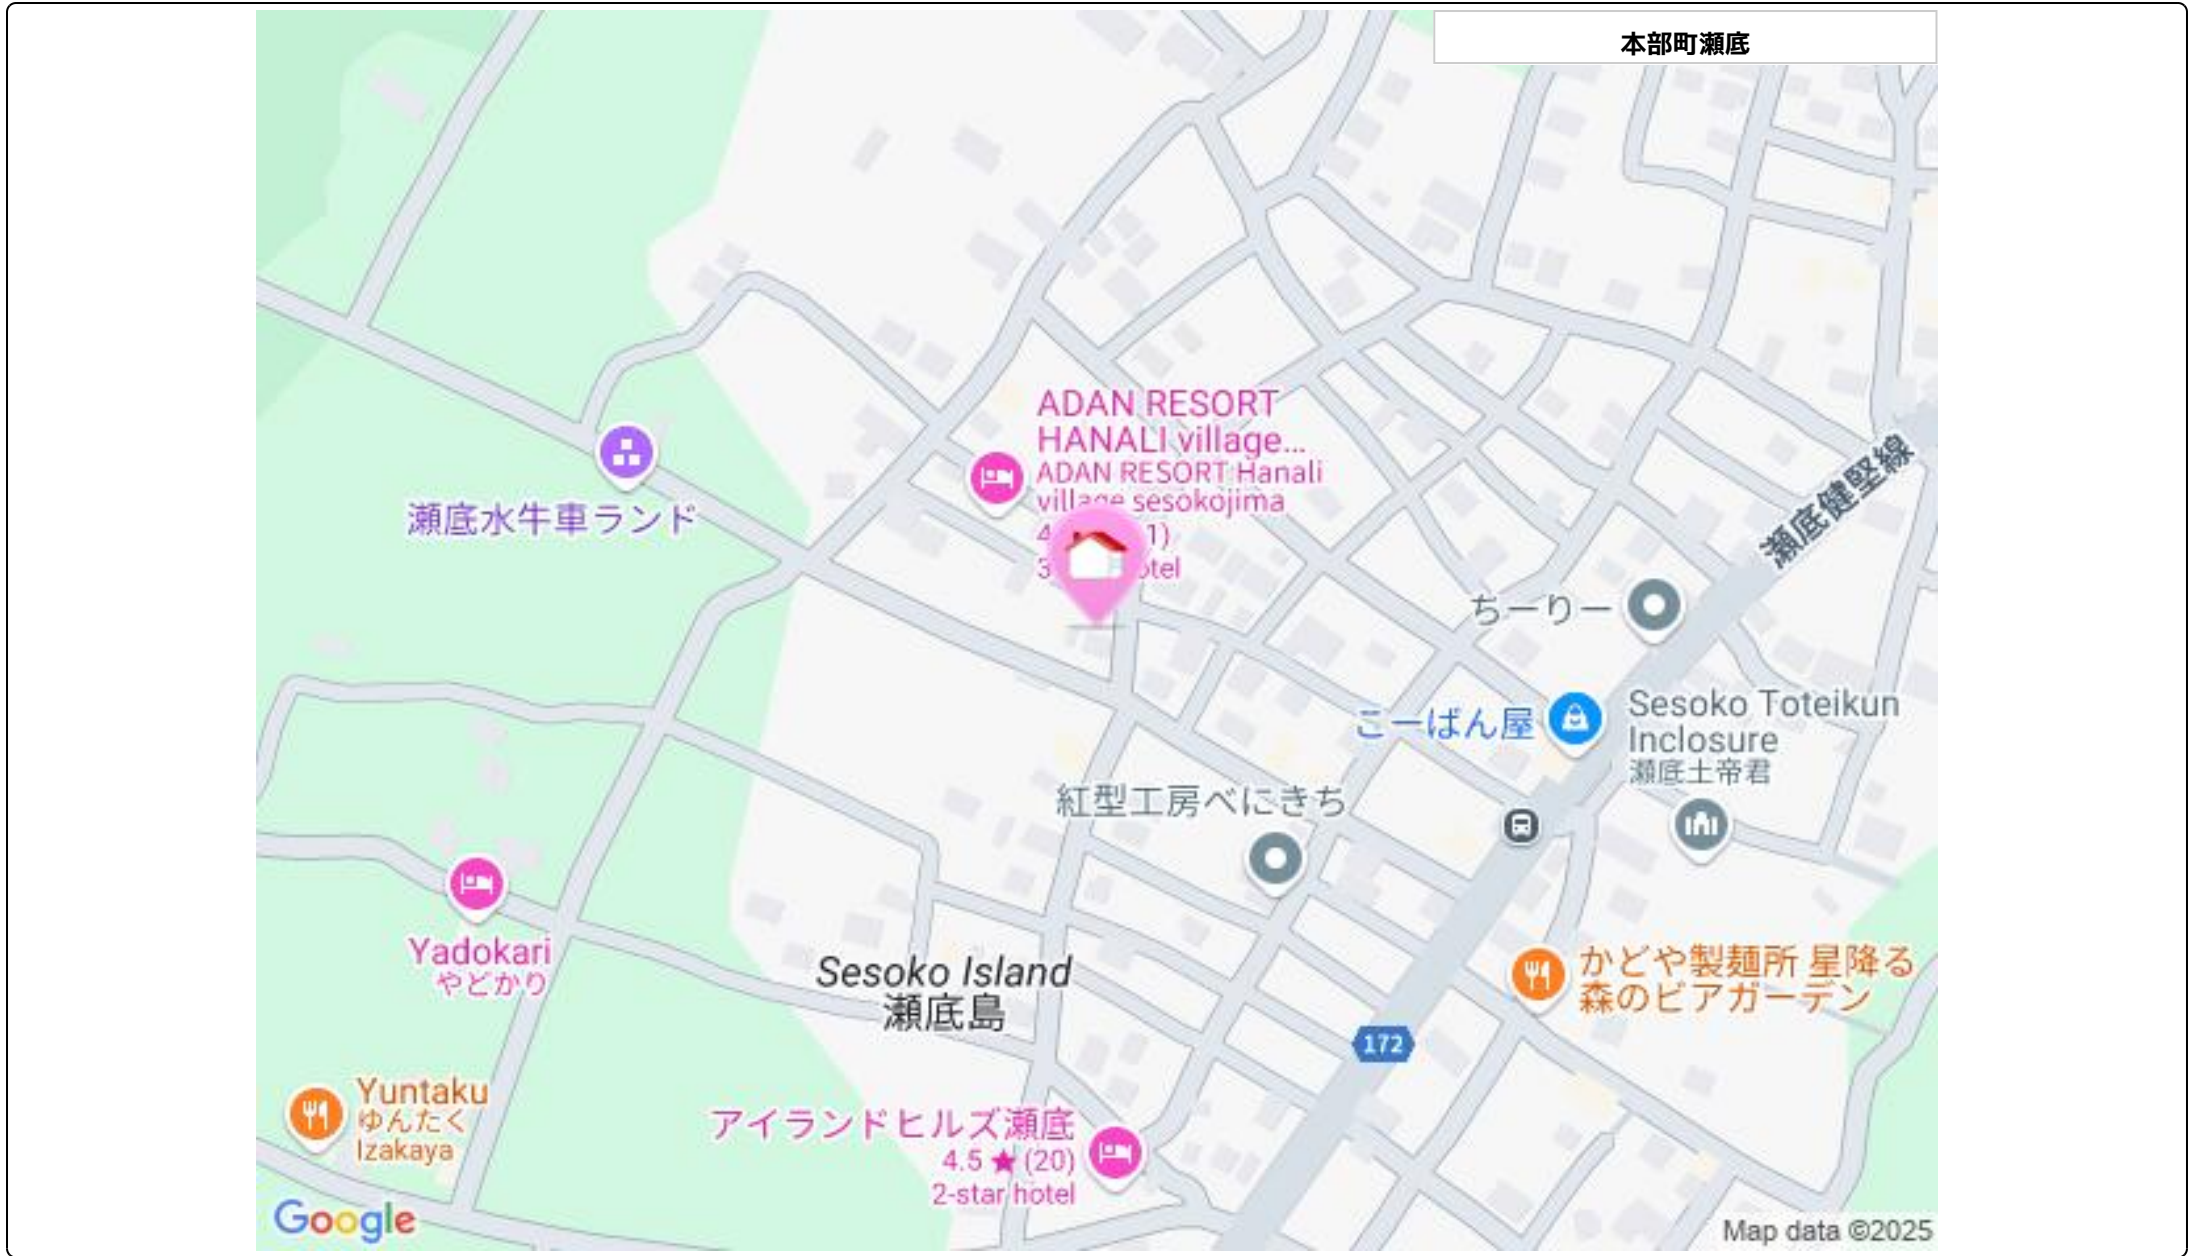 本部町瀬底
ADAN RESORT
HANALI village...
ADAN RESORT Hanali
village sesokojima
瀬底水牛車ランド
瀬底健堅線
ちーりー
こーばん屋
Sesoko Toteikun
Inclosure
瀬底土帝君
紅型工房べにきち
Yadokari
やどかり
Sesoko Island
瀬底島
かどや製麺所 星降る
森のビアガーデン
172
Yuntaku
ゆんたく
Izakaya
アイランドヒルズ瀬底
4.5 ★ (20)
2-star hotel
Google
Map data ©2025